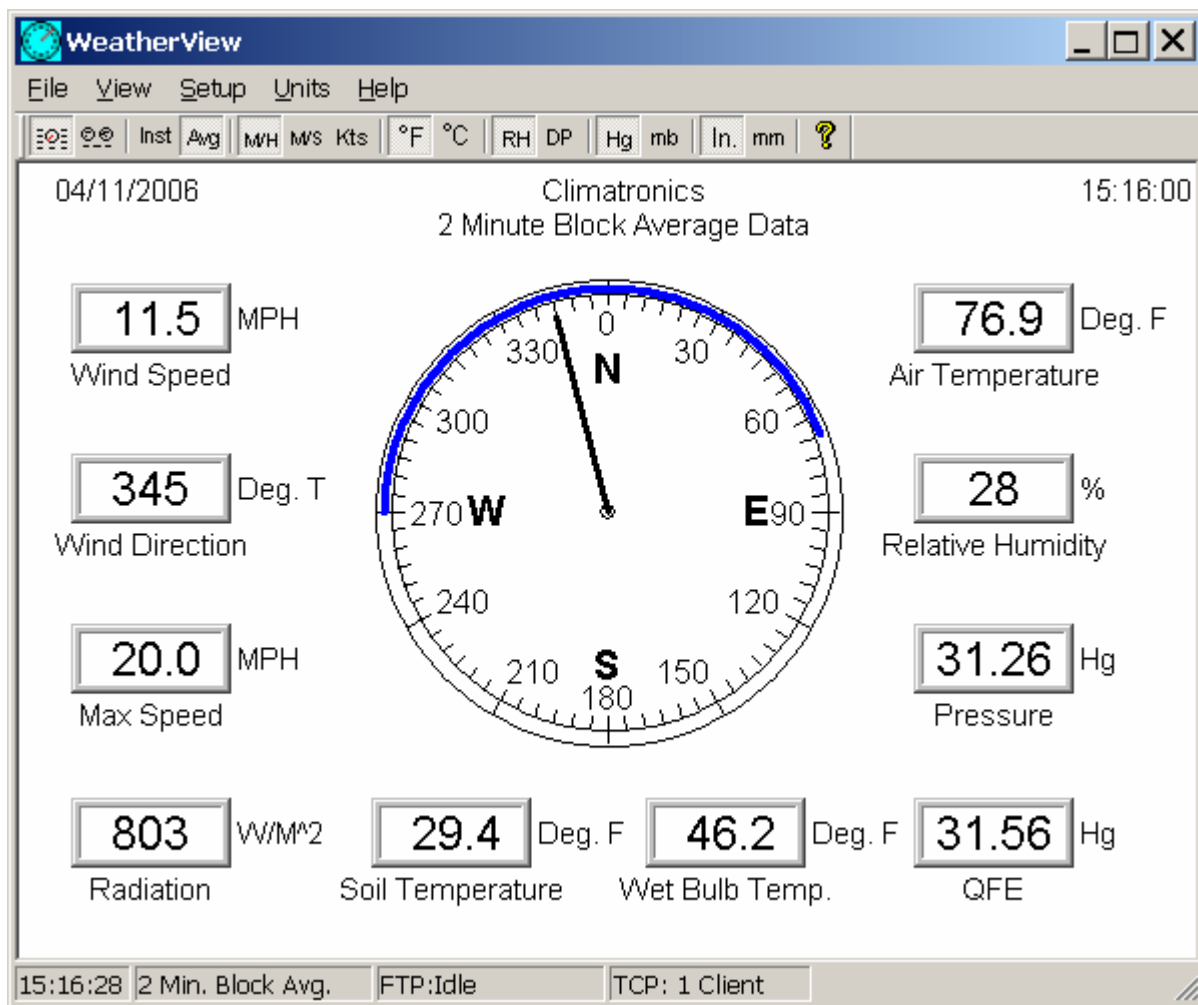 WeatherView
File View Setup Units Help
Inst Avg M/H M/S Kts °F °C RH DP Hg mb In. mm ?
04/11/2006 Climatronics 15:16:00
2 Minute Block Average Data
11.5 MPH
Wind Speed
345 Deg. T
Wind Direction
20.0 MPH
Max Speed
0
330 30
N
300 60
270 W E 90
240 120
S
210 150
180
76.9 Deg. F
Air Temperature
28 %
Relative Humidity
31.26 Hg
Pressure
803 W/M^2
Radiation
29.4 Deg. F
Soil Temperature
46.2 Deg. F
Wet Bulb Temp.
31.56 Hg
QFE
15:16:28 2 Min. Block Avg. FTP:Idle TCP: 1 Client